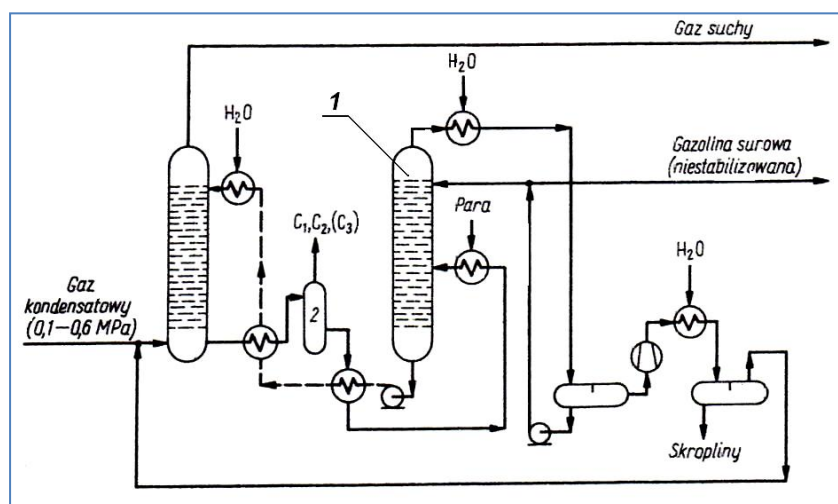 Gaz suchy
H₂O
1
H₂O
Gazolina surowa
(niestabilizowana)
Para
C₁,C₂,(C₃)
H₂O
Gaz
kondensatowy
(0,1—0,6 MPa)
2
Skropliny